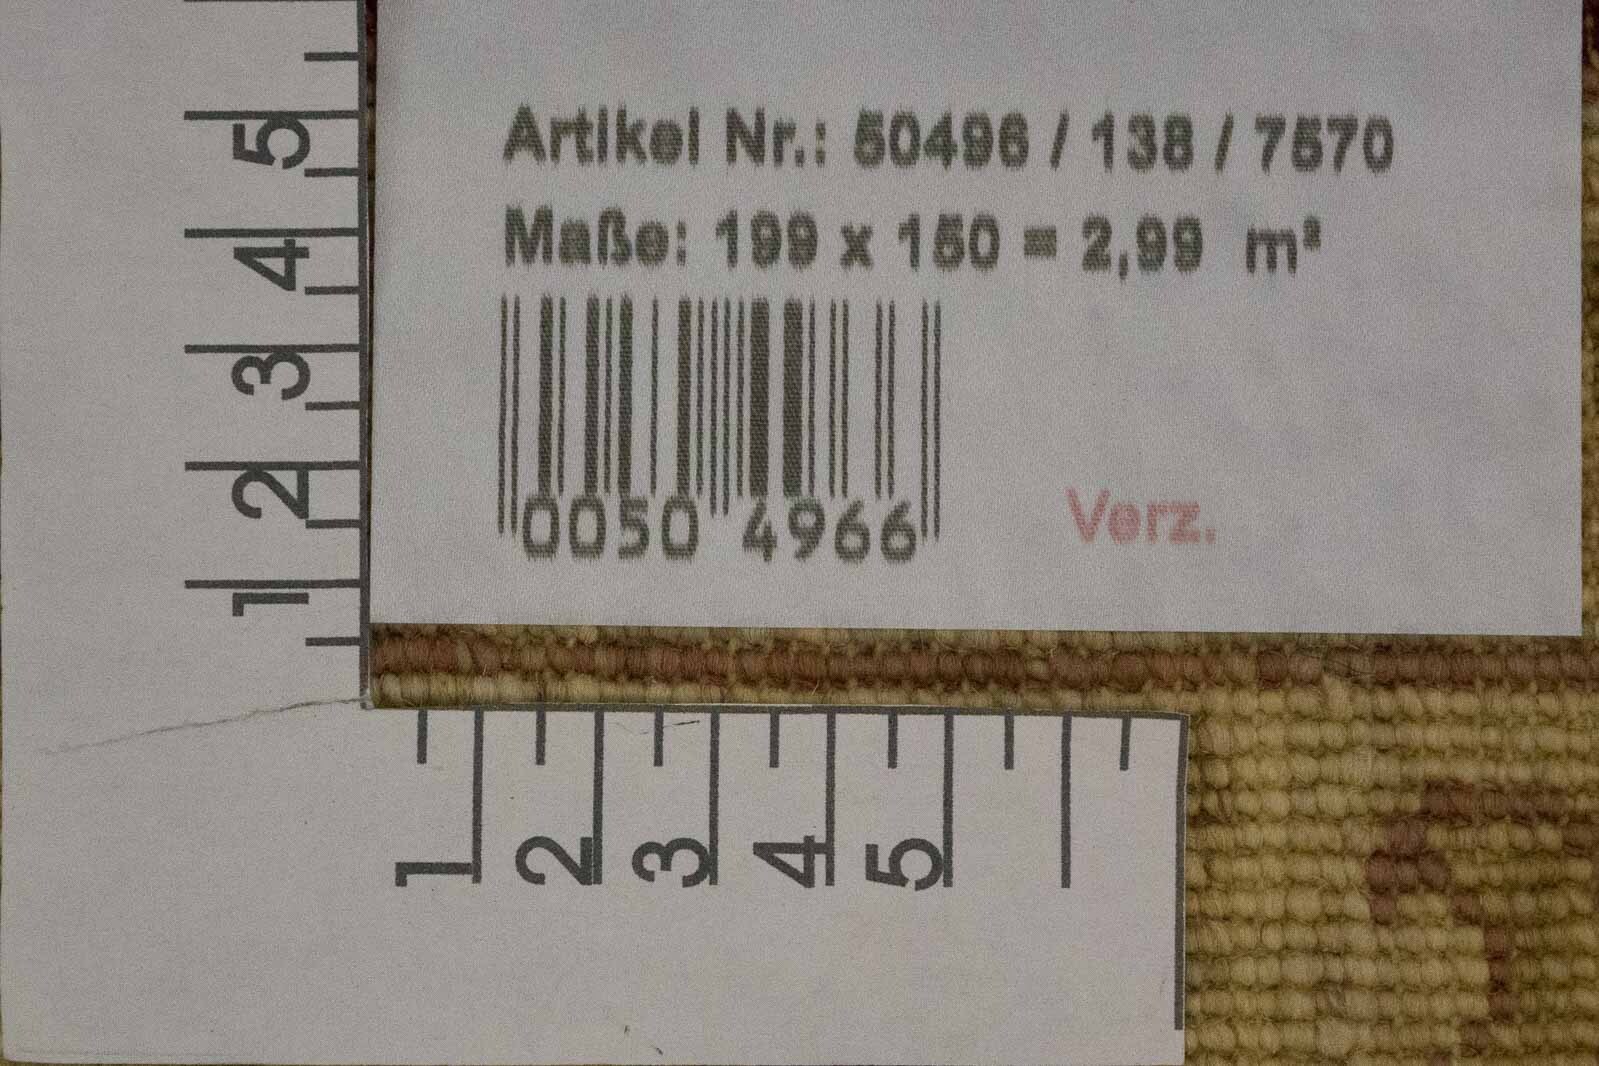 Artikel Nr.: 50496 / 138 / 7570
Maße: 199 x 150 = 2,99 m²
0050 4966
Verz.
5
4
3
2
1
1 2 3 4 5